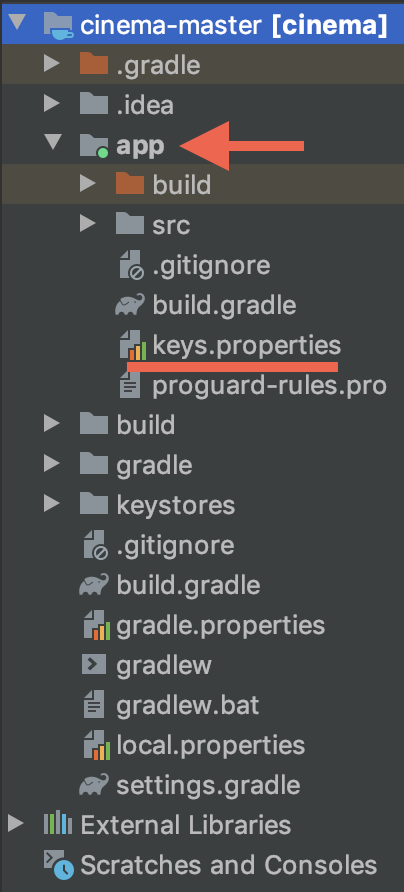 cinema-master [cinema]
.gradle
.idea
app
build
src
.gitignore
build.gradle
keys.properties
proguard-rules.pro
build
gradle
keystores
.gitignore
build.gradle
gradle.properties
gradlew
gradlew.bat
local.properties
settings.gradle
External Libraries
Scratches and Consoles